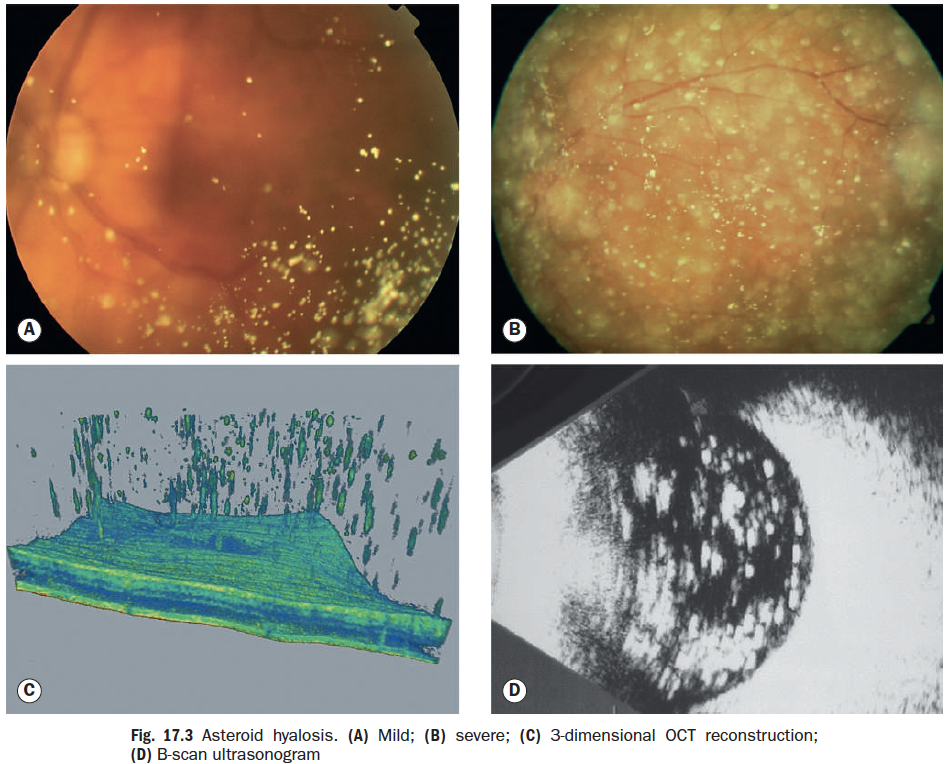 A
B
C
D
Fig. 17.3 Asteroid hyalosis. (A) Mild; (B) severe; (C) 3-dimensional OCT reconstruction;
(D) B-scan ultrasonogram